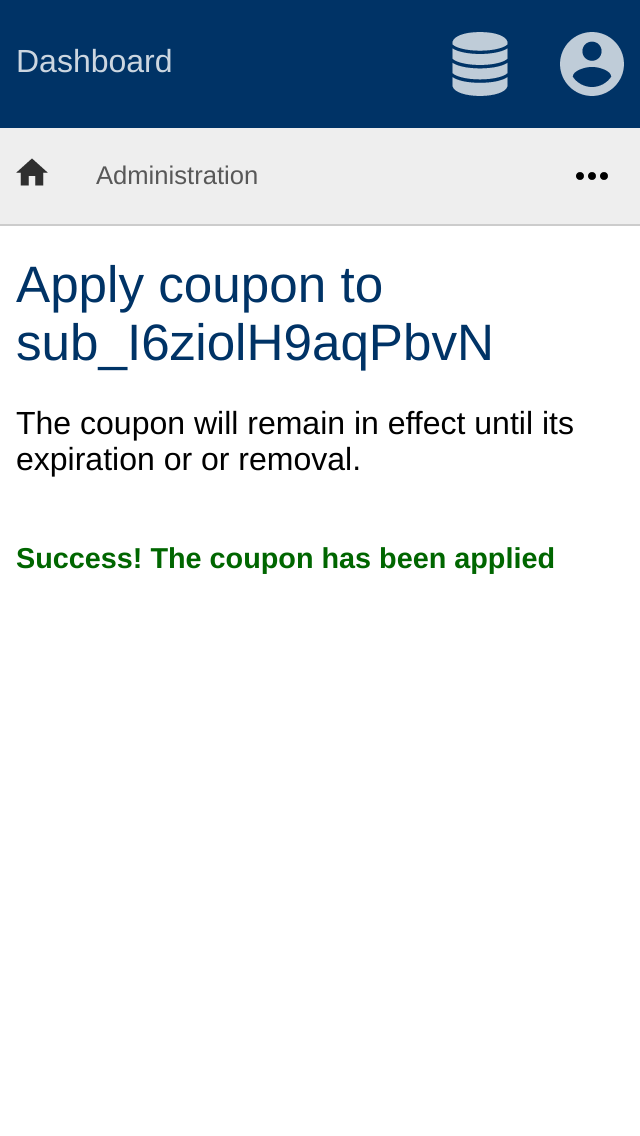 Dashboard
Administration
Apply coupon to
sub_I6ziolH9aqPbvN
The coupon will remain in effect until its
expiration or or removal.
Success! The coupon has been applied